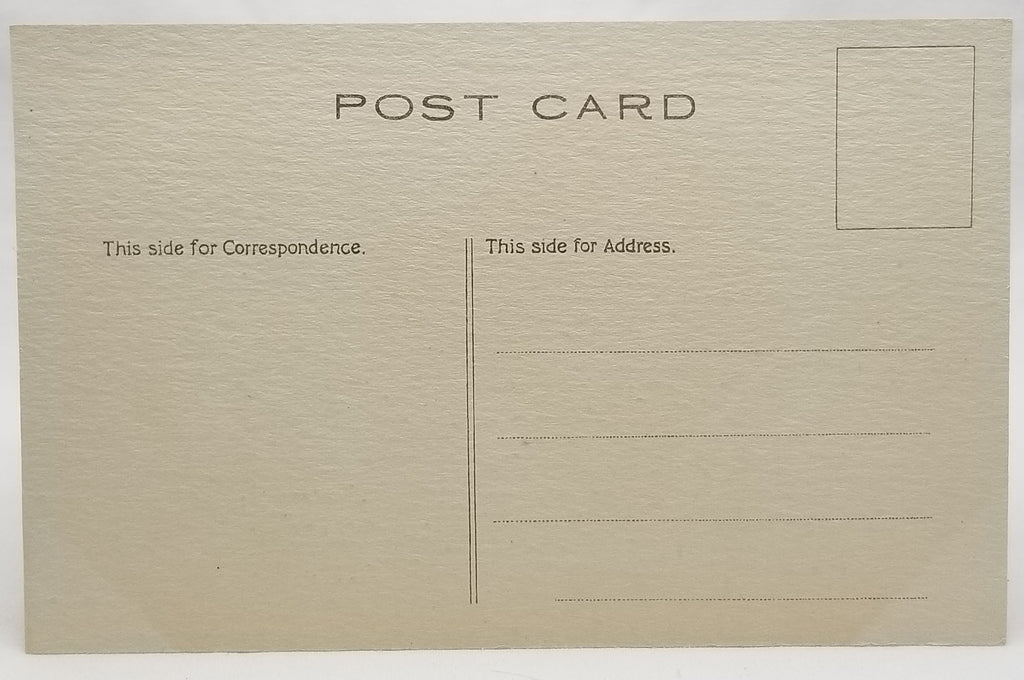 POST CARD
This side for Correspondence.
This side for Address.